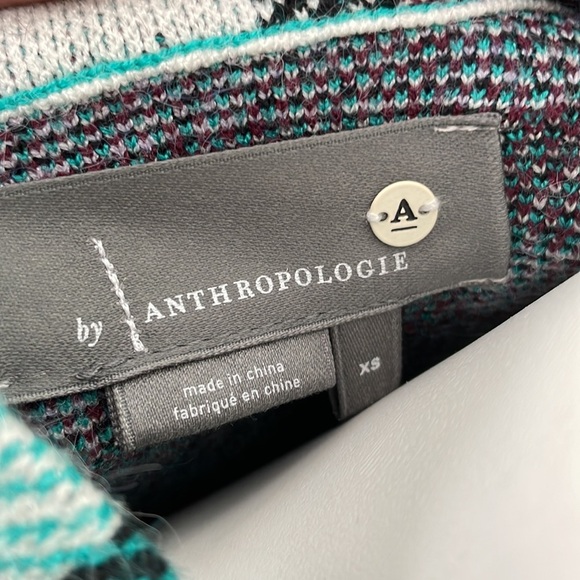 A
by ANTHROPOLOGIE
made in china
fabriqué en chine
XS